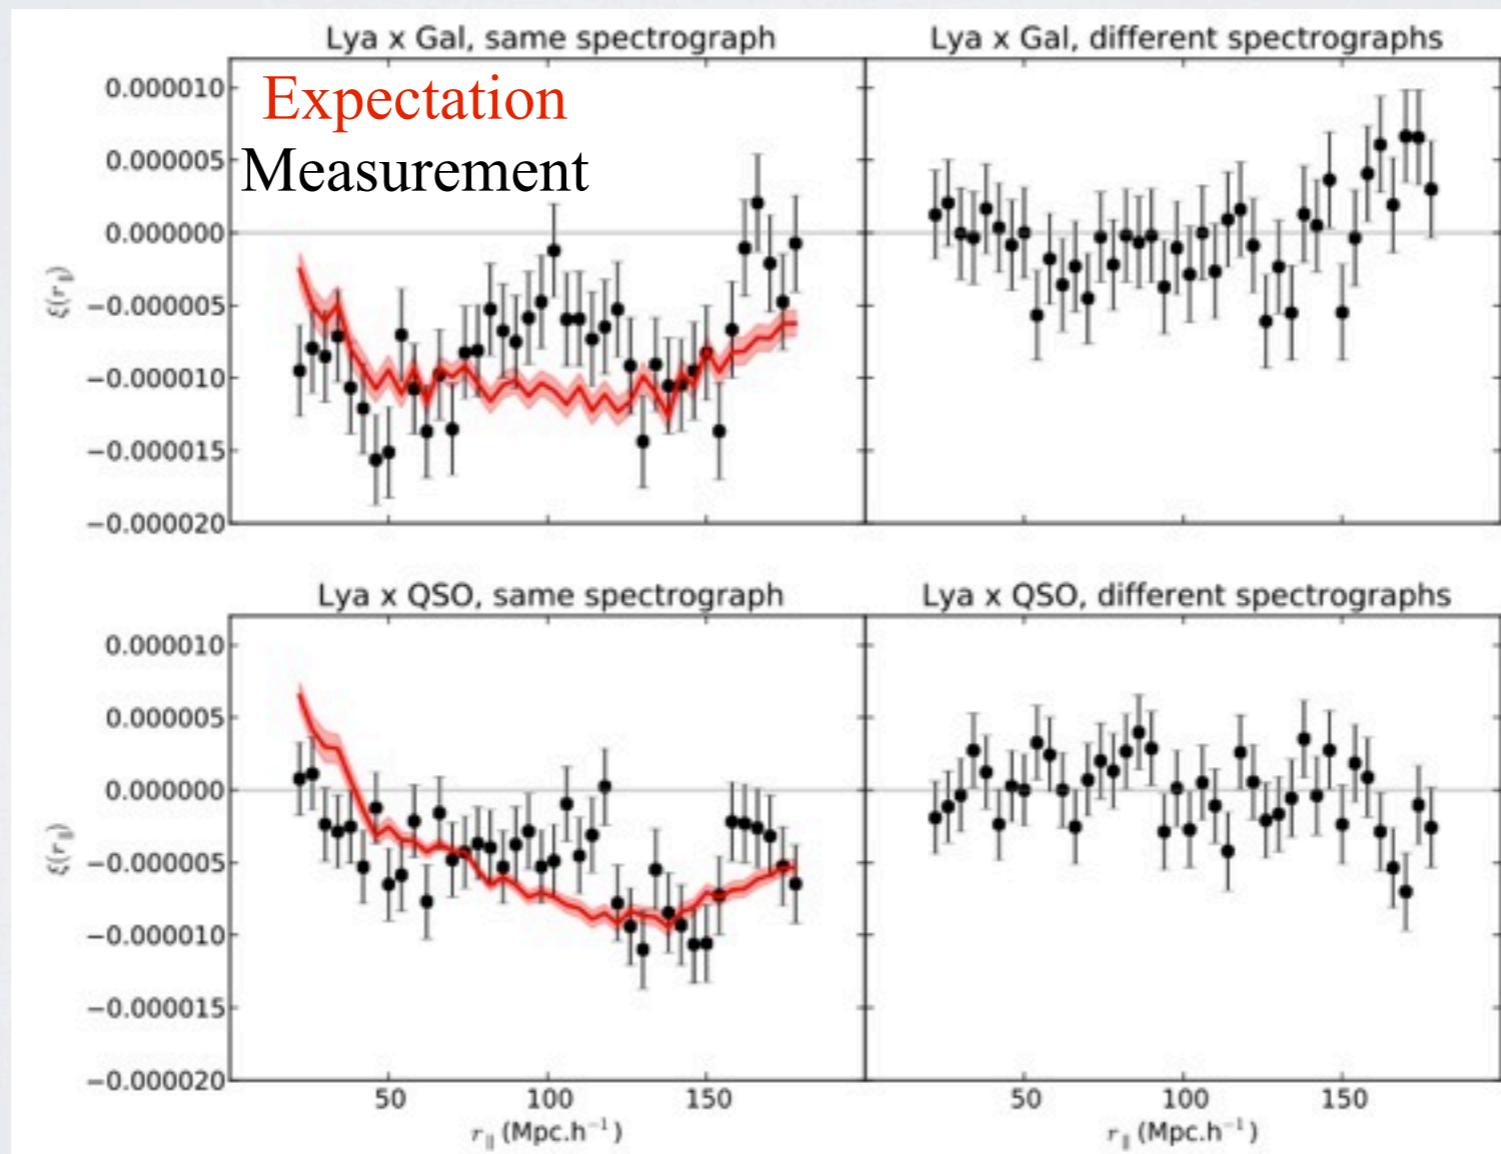 Lya x Gal, same spectrograph
Lya x Gal, different spectrographs
Expectation
Measurement
0.000010
0.000005
0.000000
−0.000005
−0.000010
−0.000015
−0.000020
ξ(r∥)
Lya x QSO, same spectrograph
Lya x QSO, different spectrographs
0.000010
0.000005
0.000000
−0.000005
−0.000010
−0.000015
−0.000020
ξ(r∥)
50 100 150
50 100 150
r∥ (Mpc.h⁻¹)
r∥ (Mpc.h⁻¹)